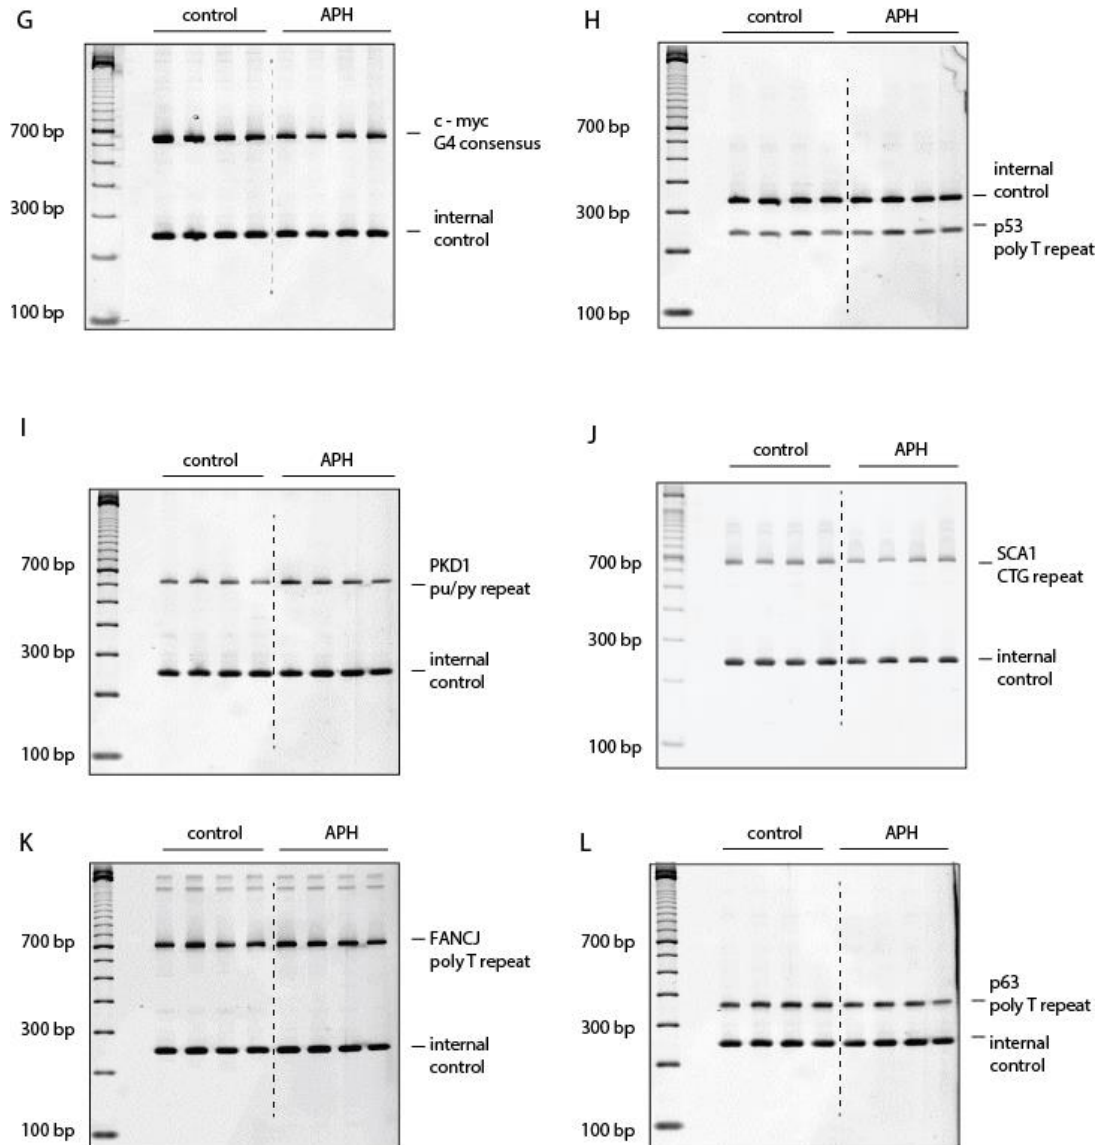 G
control APH
700 bp
c - myc
G4 consensus
300 bp
internal
control
100 bp
H
control APH
700 bp
internal
control
300 bp
p53
poly T repeat
100 bp
I
control APH
700 bp
PKD1
pu/py repeat
300 bp
internal
control
100 bp
J
control APH
700 bp
SCA1
CTG repeat
300 bp
internal
control
100 bp
K
control APH
700 bp
FANCJ
poly T repeat
300 bp
internal
control
100 bp
L
control APH
700 bp
p63
poly T repeat
300 bp
internal
control
100 bp